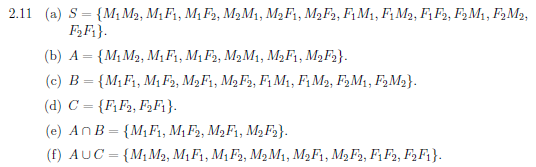 2.11 (a) S = {M₁M₂, M₁F₁, M₁F₂, M₂M₁, M₂F₁, M₂F₂, F₁M₁, F₁M₂, F₁F₂, F₂M₁, F₂M₂,
F₂F₁}.
(b) A = {M₁M₂, M₁F₁, M₁F₂, M₂M₁, M₂F₁, M₂F₂}.
(c) B = {M₁F₁, M₁F₂, M₂F₁, M₂F₂, F₁M₁, F₁M₂, F₂M₁, F₂M₂}.
(d) C = {F₁F₂, F₂F₁}.
(e) A ∩ B = {M₁F₁, M₁F₂, M₂F₁, M₂F₂}.
(f) A ∪ C = {M₁M₂, M₁F₁, M₁F₂, M₂M₁, M₂F₁, M₂F₂, F₁F₂, F₂F₁}.